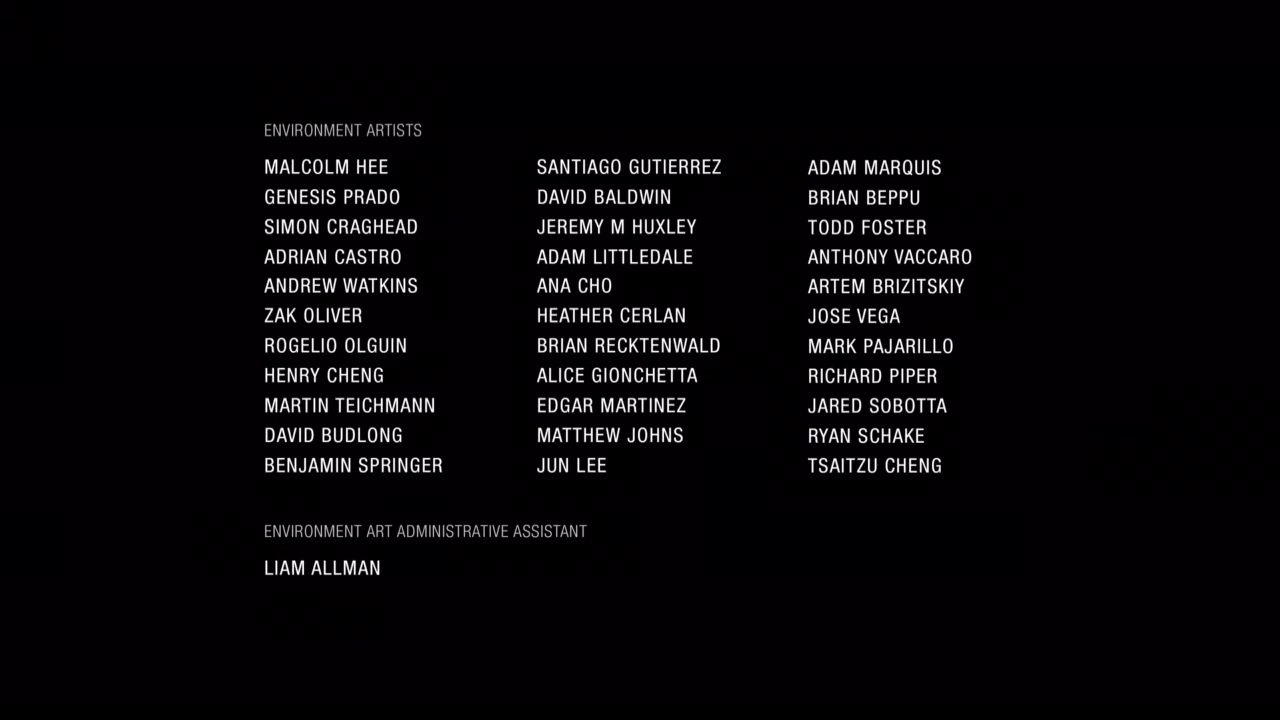 ENVIRONMENT ARTISTS
MALCOLM HEE
GENESIS PRADO
SIMON CRAGHEAD
ADRIAN CASTRO
ANDREW WATKINS
ZAK OLIVER
ROGELIO OLGUIN
HENRY CHENG
MARTIN TEICHMANN
DAVID BUDLONG
BENJAMIN SPRINGER
SANTIAGO GUTIERREZ
DAVID BALDWIN
JEREMY M HUXLEY
ADAM LITTLEDALE
ANA CHO
HEATHER CERLAN
BRIAN RECKTENWALD
ALICE GIONCHETTA
EDGAR MARTINEZ
MATTHEW JOHNS
JUN LEE
ADAM MARQUIS
BRIAN BEPPU
TODD FOSTER
ANTHONY VACCARO
ARTEM BRIZITSKIY
JOSE VEGA
MARK PAJARILLO
RICHARD PIPER
JARED SOBOTTA
RYAN SCHAKE
TSAITZU CHENG
ENVIRONMENT ART ADMINISTRATIVE ASSISTANT
LIAM ALLMAN